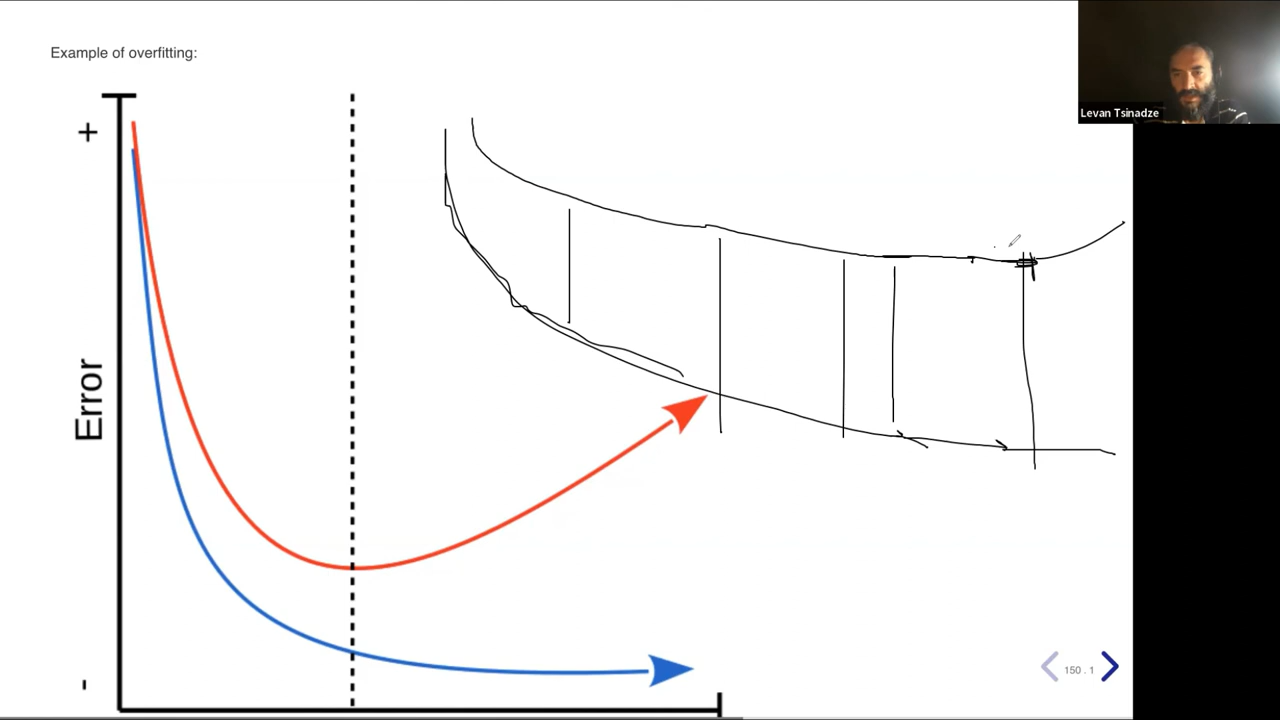 Example of overfitting:
Levan Tsinadze
+
Error
-
150 . 1